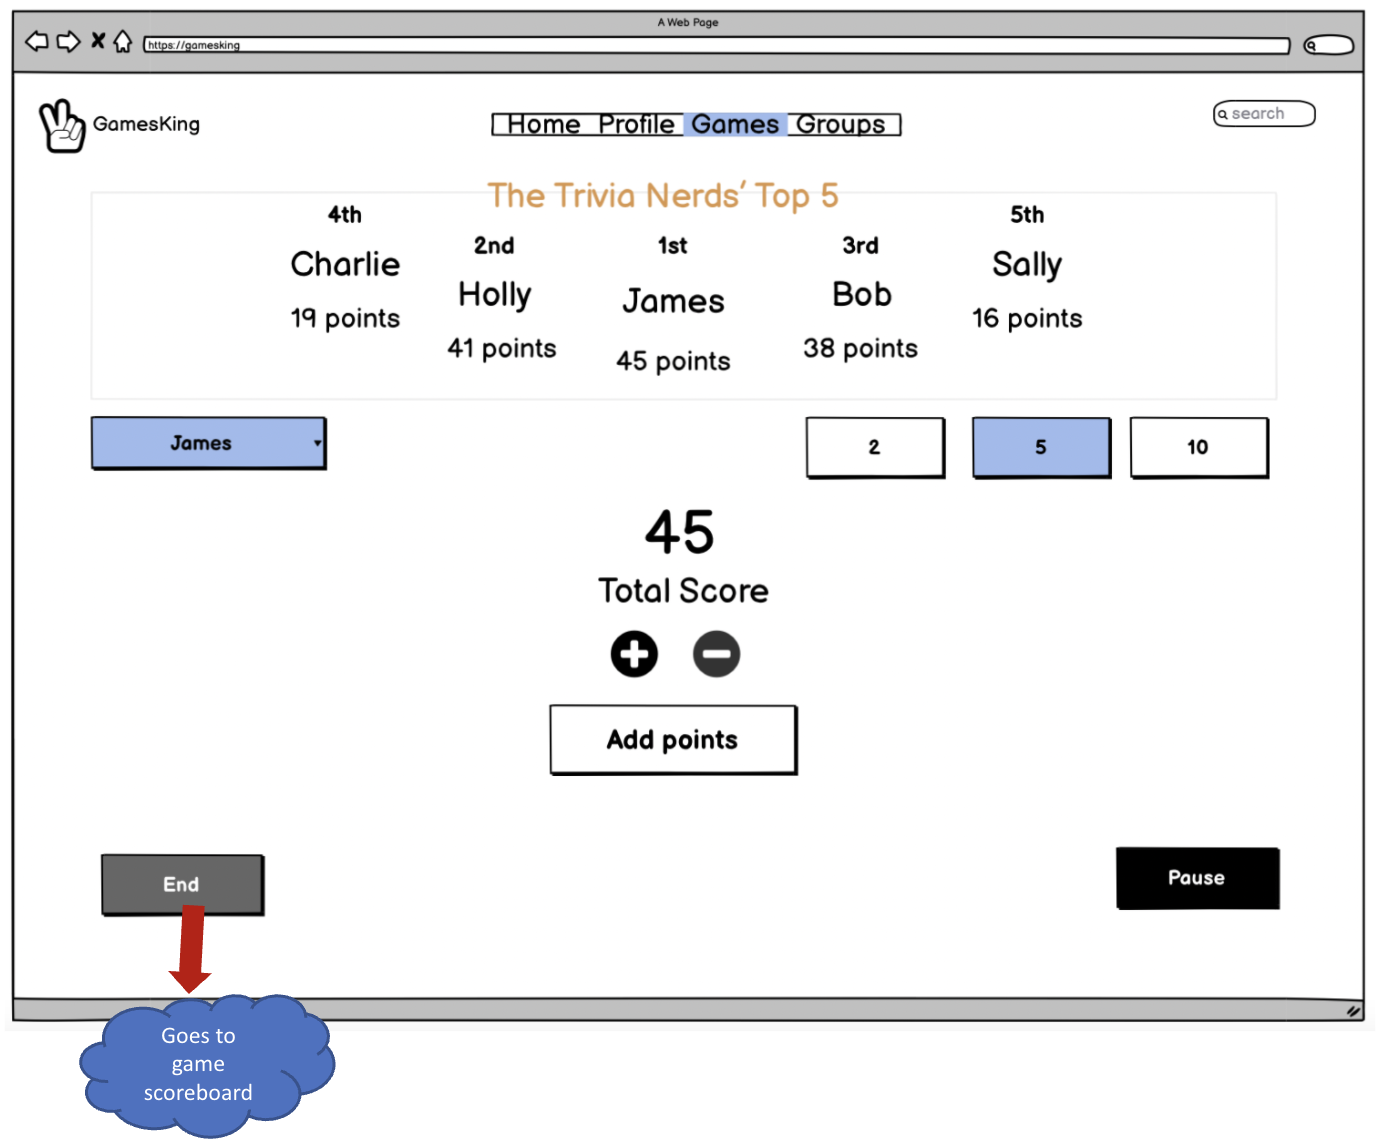 A Web Page
https://gamesking
GamesKing
Home Profile Games Groups
search
The Trivia Nerds' Top 5
4th
Charlie
19 points
2nd
Holly
41 points
1st
James
45 points
3rd
Bob
38 points
5th
Sally
16 points
James
2
5
10
45
Total Score
Add points
End
Pause
Goes to
game
scoreboard